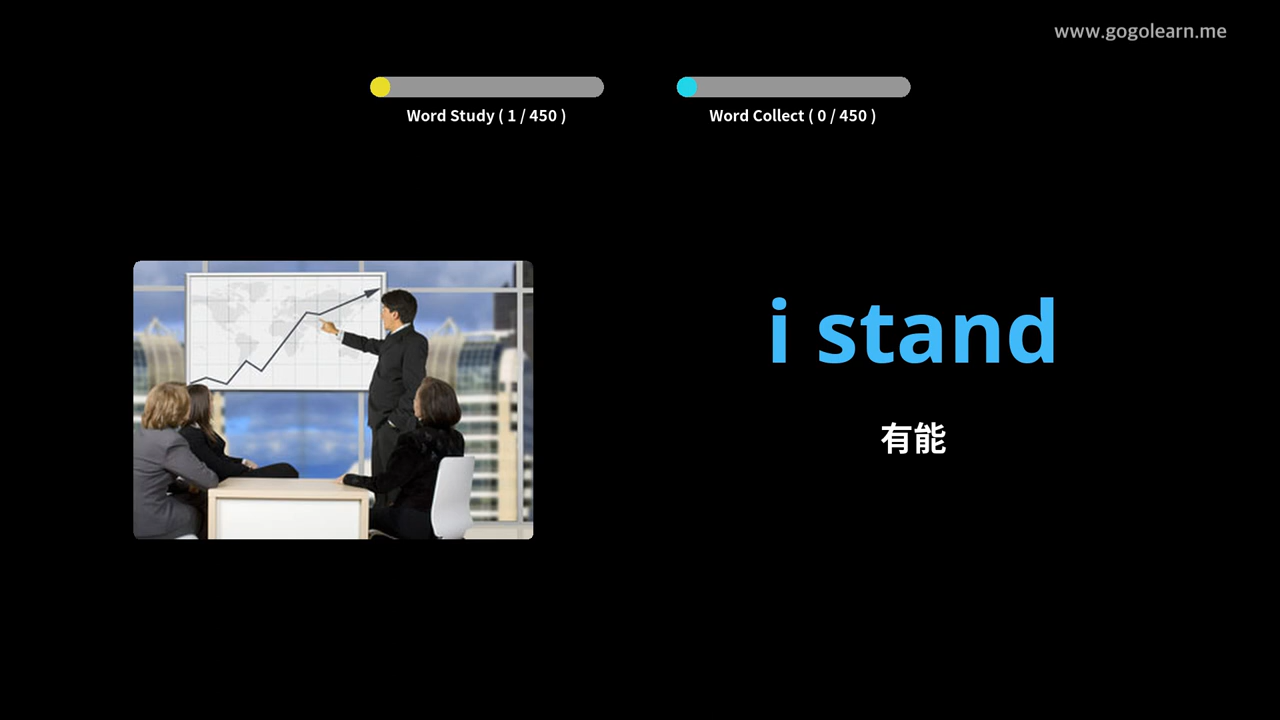 www.gogolearn.me
Word Study ( 1 / 450 )
Word Collect ( 0 / 450 )
i stand
有能